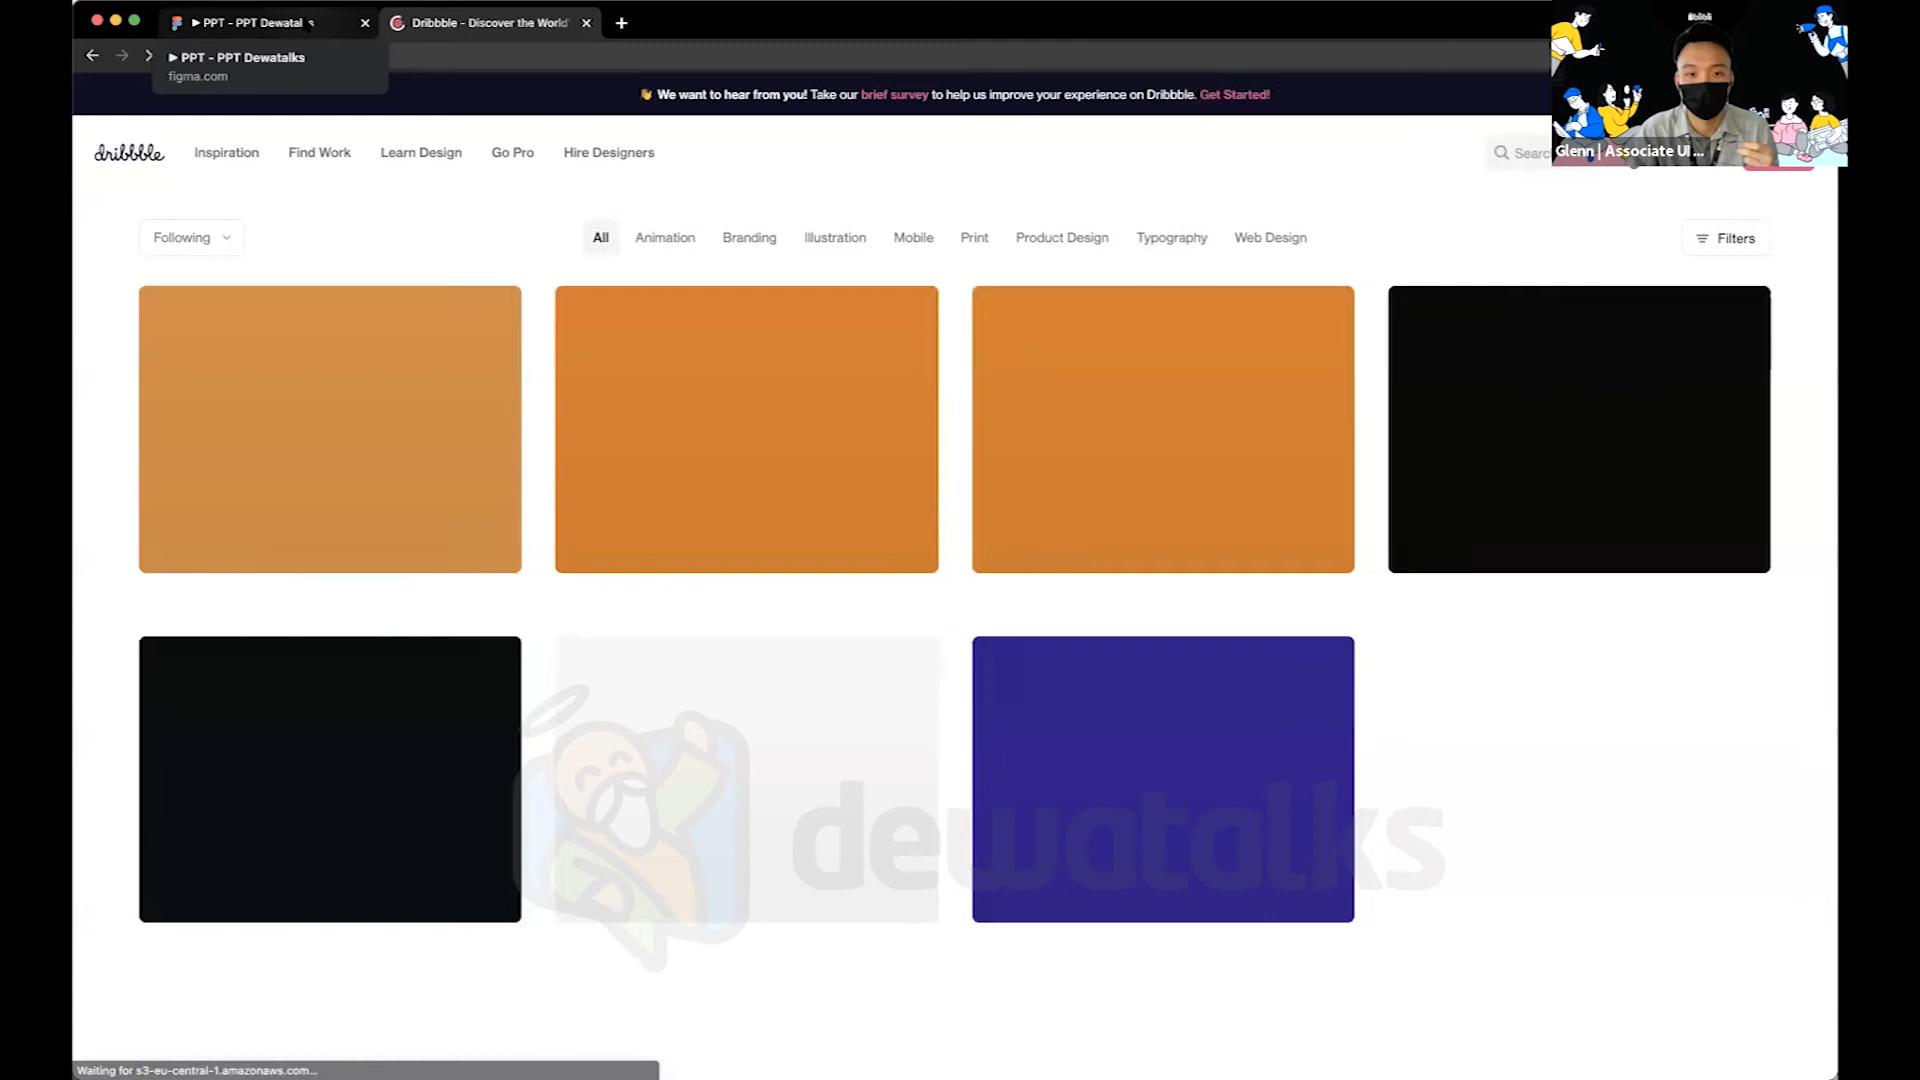 PPT - PPT Dewatal
Dribbble - Discover the World'
PPT - PPT Dewatalks
figma.com
We want to hear from you! Take our brief survey to help us improve your experience on Dribbble. Get Started!
blibli
dribbble
Inspiration
Find Work
Learn Design
Go Pro
Hire Designers
Searc
Glenn | Associate UI ...
Following
All
Animation
Branding
Illustration
Mobile
Print
Product Design
Typography
Web Design
Filters
dewatalks
Waiting for s3-eu-central-1.amazonaws.com...